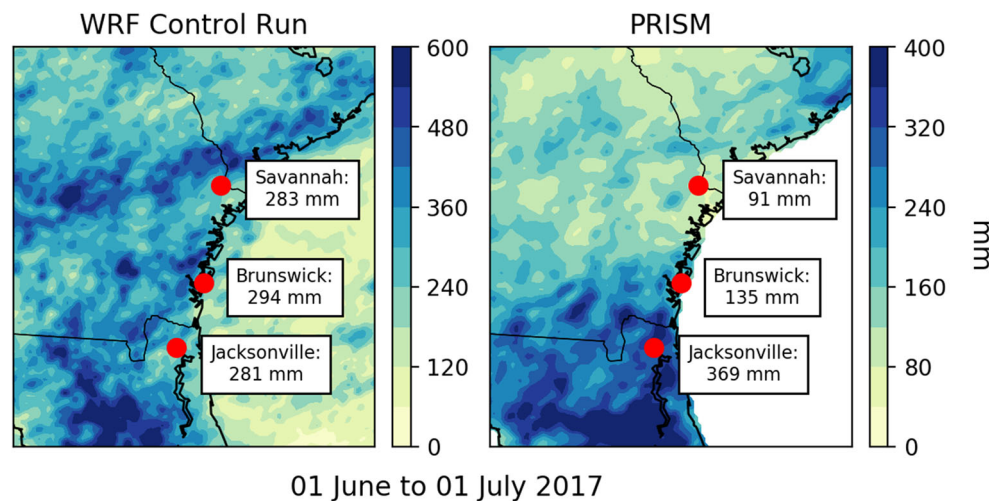 WRF Control Run
PRISM
600
480
360
240
120
0
400
320
240
160
80
0
mm
Savannah:
283 mm
Brunswick:
294 mm
Jacksonville:
281 mm
Savannah:
91 mm
Brunswick:
135 mm
Jacksonville:
369 mm
01 June to 01 July 2017